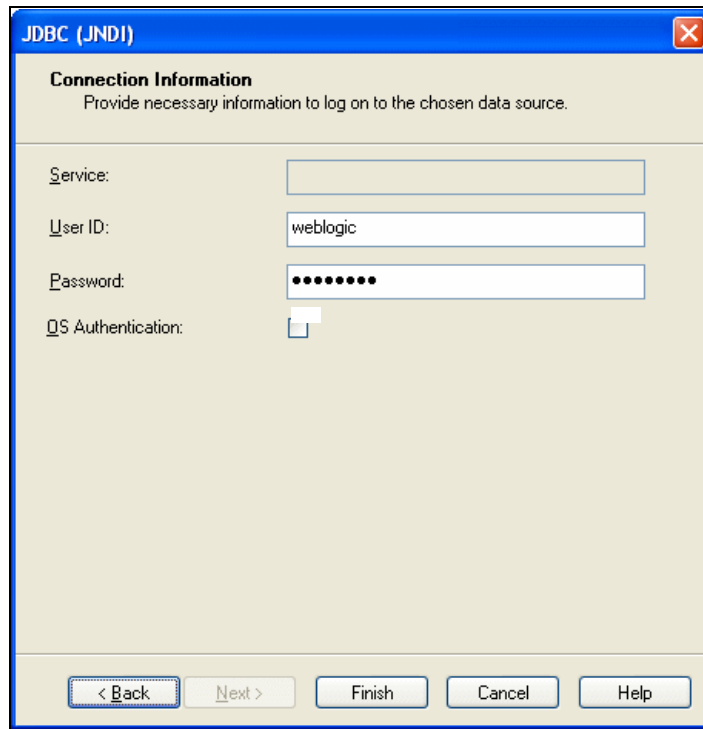 JDBC (JNDI)
Connection Information
Provide necessary information to log on to the chosen data source.
Service:
User ID: weblogic
Password: ••••••••
OS Authentication:
< Back Next > Finish Cancel Help